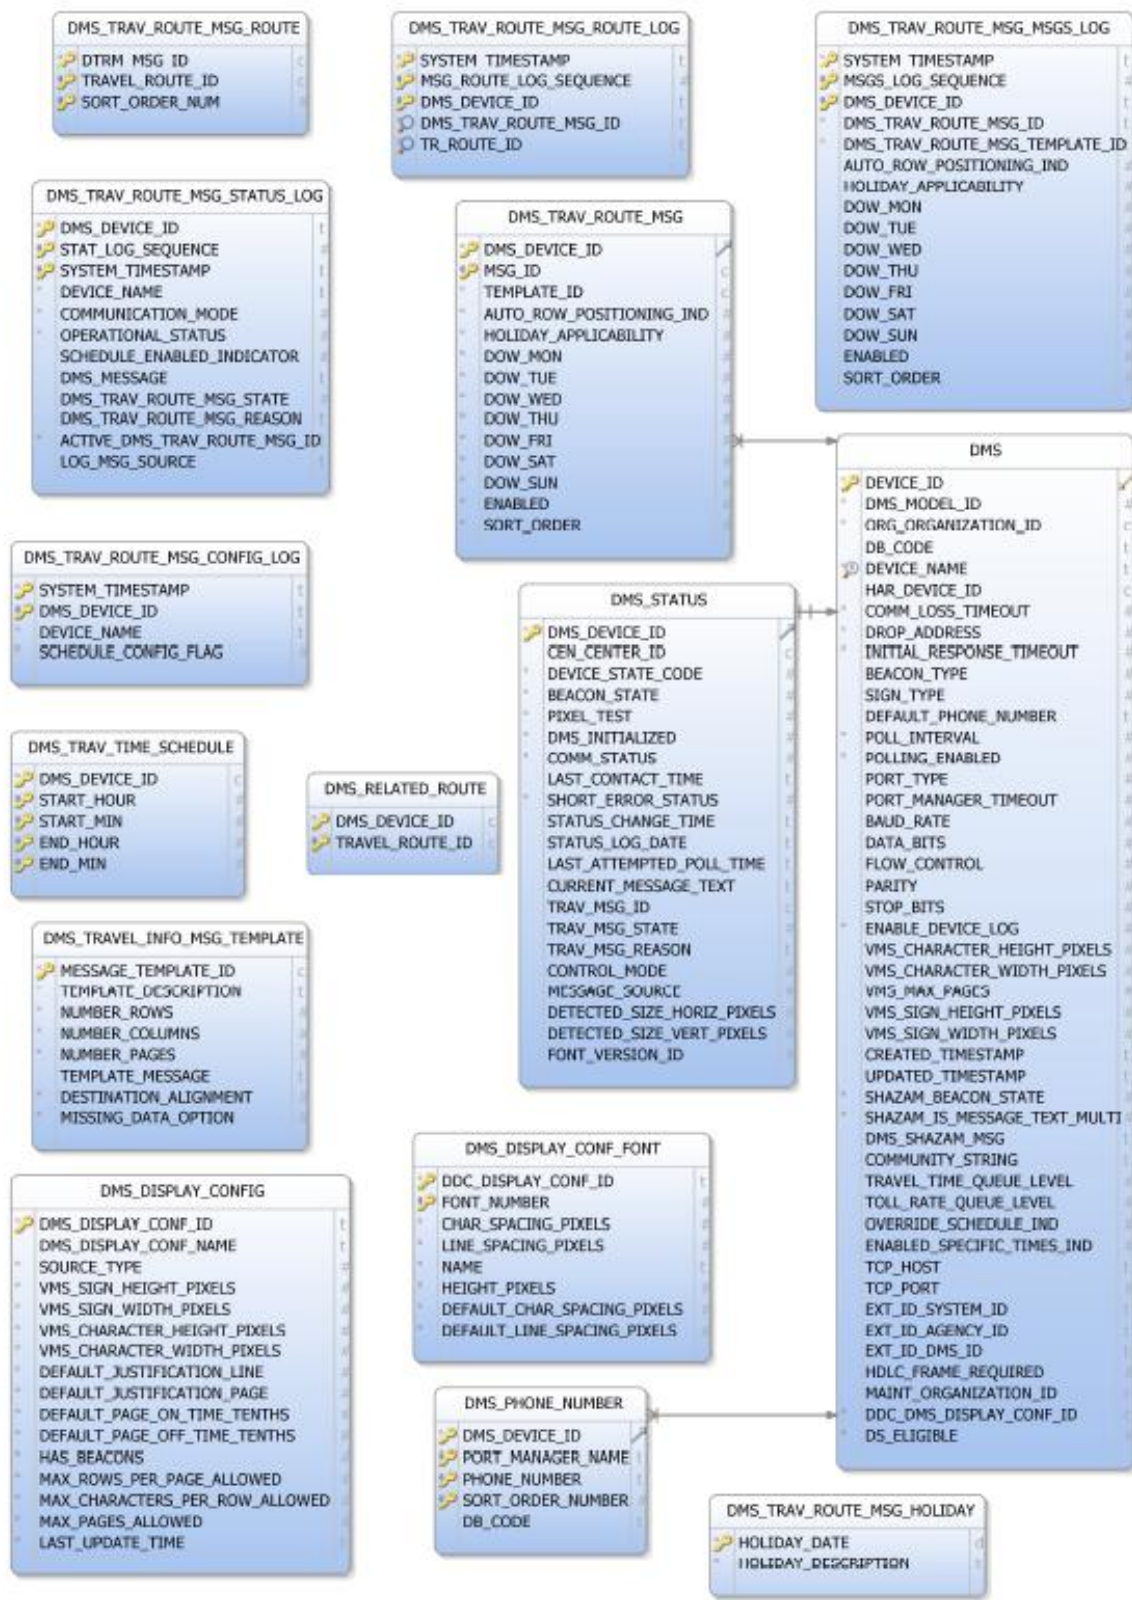 DMS_TRAV_ROUTE_MSG_ROUTE
DTRM_MSG_ID
TRAVEL_ROUTE_ID
SORT_ORDER_NUM
DMS_TRAV_ROUTE_MSG_ROUTE_LOG
SYSTEM_TIMESTAMP
MSG_ROUTE_LOG_SEQUENCE
DMS_DEVICE_ID
DMS_TRAV_ROUTE_MSG_ID
TR_ROUTE_ID
DMS_TRAV_ROUTE_MSG_MSGS_LOG
SYSTEM_TIMESTAMP
MSGS_LOG_SEQUENCE
DMS_DEVICE_ID
DMS_TRAV_ROUTE_MSG_ID
DMS_TRAV_ROUTE_MSG_TEMPLATE_ID
AUTO_ROW_POSITIONING_IND
HOLIDAY_APPLICABILITY
DOW_MON
DOW_TUE
DOW_WED
DOW_THU
DOW_FRI
DOW_SAT
DOW_SUN
ENABLED
SORT_ORDER
DMS_TRAV_ROUTE_MSG_STATUS_LOG
DMS_DEVICE_ID
STAT_LOG_SEQUENCE
SYSTEM_TIMESTAMP
DEVICE_NAME
COMMUNICATION_MODE
OPERATIONAL_STATUS
SCHEDULE_ENABLED_INDICATOR
DMS_MESSAGE
DMS_TRAV_ROUTE_MSG_STATE
DMS_TRAV_ROUTE_MSG_REASON
ACTIVE_DMS_TRAV_ROUTE_MSG_ID
LOG_MSG_SOURCE
DMS_TRAV_ROUTE_MSG
DMS_DEVICE_ID
MSG_ID
TEMPLATE_ID
AUTO_ROW_POSITIONING_IND
HOLIDAY_APPLICABILITY
DOW_MON
DOW_TUE
DOW_WED
DOW_THU
DOW_FRI
DOW_SAT
DOW_SUN
ENABLED
SORT_ORDER
DMS
DEVICE_ID
DMS_MODEL_ID
ORG_ORGANIZATION_ID
DB_CODE
DEVICE_NAME
HAR_DEVICE_ID
COMM_LOSS_TIMEOUT
DROP_ADDRESS
INITIAL_RESPONSE_TIMEOUT
BEACON_TYPE
SIGN_TYPE
DEFAULT_PHONE_NUMBER
POLL_INTERVAL
POLLING_ENABLED
PORT_TYPE
PORT_MANAGER_TIMEOUT
BAUD_RATE
DATA_BITS
FLOW_CONTROL
PARITY
STOP_BITS
ENABLE_DEVICE_LOG
VMS_CHARACTER_HEIGHT_PIXELS
VMS_CHARACTER_WIDTH_PIXELS
VMS_MAX_PAGES
VMS_SIGN_HEIGHT_PIXELS
VMS_SIGN_WIDTH_PIXELS
CREATED_TIMESTAMP
UPDATED_TIMESTAMP
SHAZAM_BEACON_STATE
SHAZAM_IS_MESSAGE_TEXT_MULTI
DMS_SHAZAM_MSG
COMMUNITY_STRING
TRAVEL_TIME_QUEUE_LEVEL
TOLL_RATE_QUEUE_LEVEL
OVERRIDE_SCHEDULE_IND
ENABLED_SPECIFIC_TIMES_IND
TCP_HOST
TCP_PORT
EXT_ID_SYSTEM_ID
EXT_ID_AGENCY_ID
EXT_ID_DMS_ID
HDLC_FRAME_REQUIRED
MAINT_ORGANIZATION_ID
DDC_DMS_DISPLAY_CONF_ID
DS_ELIGIBLE
DMS_TRAV_ROUTE_MSG_CONFIG_LOG
SYSTEM_TIMESTAMP
DMS_DEVICE_ID
DEVICE_NAME
SCHEDULE_CONFIG_FLAG
DMS_STATUS
DMS_DEVICE_ID
CEN_CENTER_ID
DEVICE_STATE_CODE
BEACON_STATE
PIXEL_TEST
DMS_INITIALIZED
COMM_STATUS
LAST_CONTACT_TIME
SHORT_ERROR_STATUS
STATUS_CHANGE_TIME
STATUS_LOG_DATE
LAST_ATTEMPTED_POLL_TIME
CURRENT_MESSAGE_TEXT
TRAV_MSG_ID
TRAV_MSG_STATE
TRAV_MSG_REASON
CONTROL_MODE
MESSAGE_SOURCE
DETECTED_SIZE_HORIZ_PIXELS
DETECTED_SIZE_VERT_PIXELS
FONT_VERSION_ID
DMS_TRAV_TIME_SCHEDULE
DMS_DEVICE_ID
START_HOUR
START_MIN
END_HOUR
END_MIN
DMS_RELATED_ROUTE
DMS_DEVICE_ID
TRAVEL_ROUTE_ID
DMS_TRAVEL_INFO_MSG_TEMPLATE
MESSAGE_TEMPLATE_ID
TEMPLATE_DESCRIPTION
NUMBER_ROWS
NUMBER_COLUMNS
NUMBER_PAGES
TEMPLATE_MESSAGE
DESTINATION_ALIGNMENT
MISSING_DATA_OPTION
DMS_DISPLAY_CONF_FONT
DDC_DISPLAY_CONF_ID
FONT_NUMBER
CHAR_SPACING_PIXELS
LINE_SPACING_PIXELS
NAME
HEIGHT_PIXELS
DEFAULT_CHAR_SPACING_PIXELS
DEFAULT_LINE_SPACING_PIXELS
DMS_DISPLAY_CONFIG
DMS_DISPLAY_CONF_ID
DMS_DISPLAY_CONF_NAME
SOURCE_TYPE
VMS_SIGN_HEIGHT_PIXELS
VMS_SIGN_WIDTH_PIXELS
VMS_CHARACTER_HEIGHT_PIXELS
VMS_CHARACTER_WIDTH_PIXELS
DEFAULT_JUSTIFICATION_LINE
DEFAULT_JUSTIFICATION_PAGE
DEFAULT_PAGE_ON_TIME_TENTHS
DEFAULT_PAGE_OFF_TIME_TENTHS
HAS_BEACONS
MAX_ROWS_PER_PAGE_ALLOWED
MAX_CHARACTERS_PER_ROW_ALLOWED
MAX_PAGES_ALLOWED
LAST_UPDATE_TIME
DMS_PHONE_NUMBER
DMS_DEVICE_ID
PORT_MANAGER_NAME
PHONE_NUMBER
SORT_ORDER_NUMBER
DB_CODE
DMS_TRAV_ROUTE_MSG_HOLIDAY
HOLIDAY_DATE
HOLIDAY_DESCRIPTION